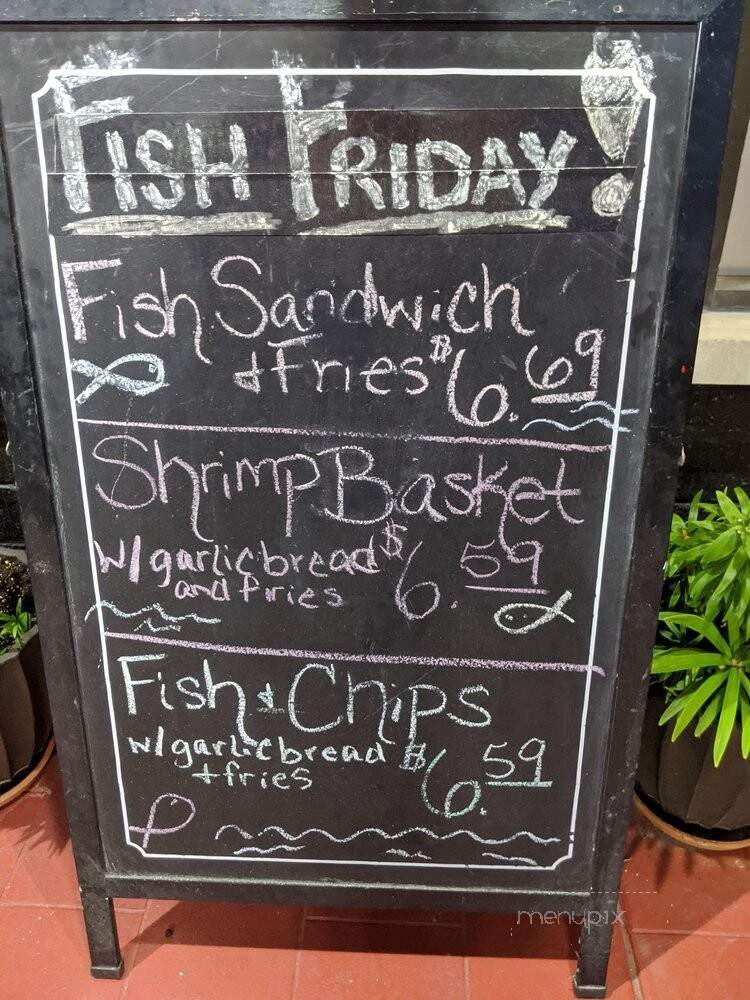 FISH FRIDAY!
Fish Sandwich
+ Fries $6.69
Shrimp Basket
w/garlic bread $6.59
and fries
Fish & Chips
w/garlic bread $6.59
+ fries
menupix